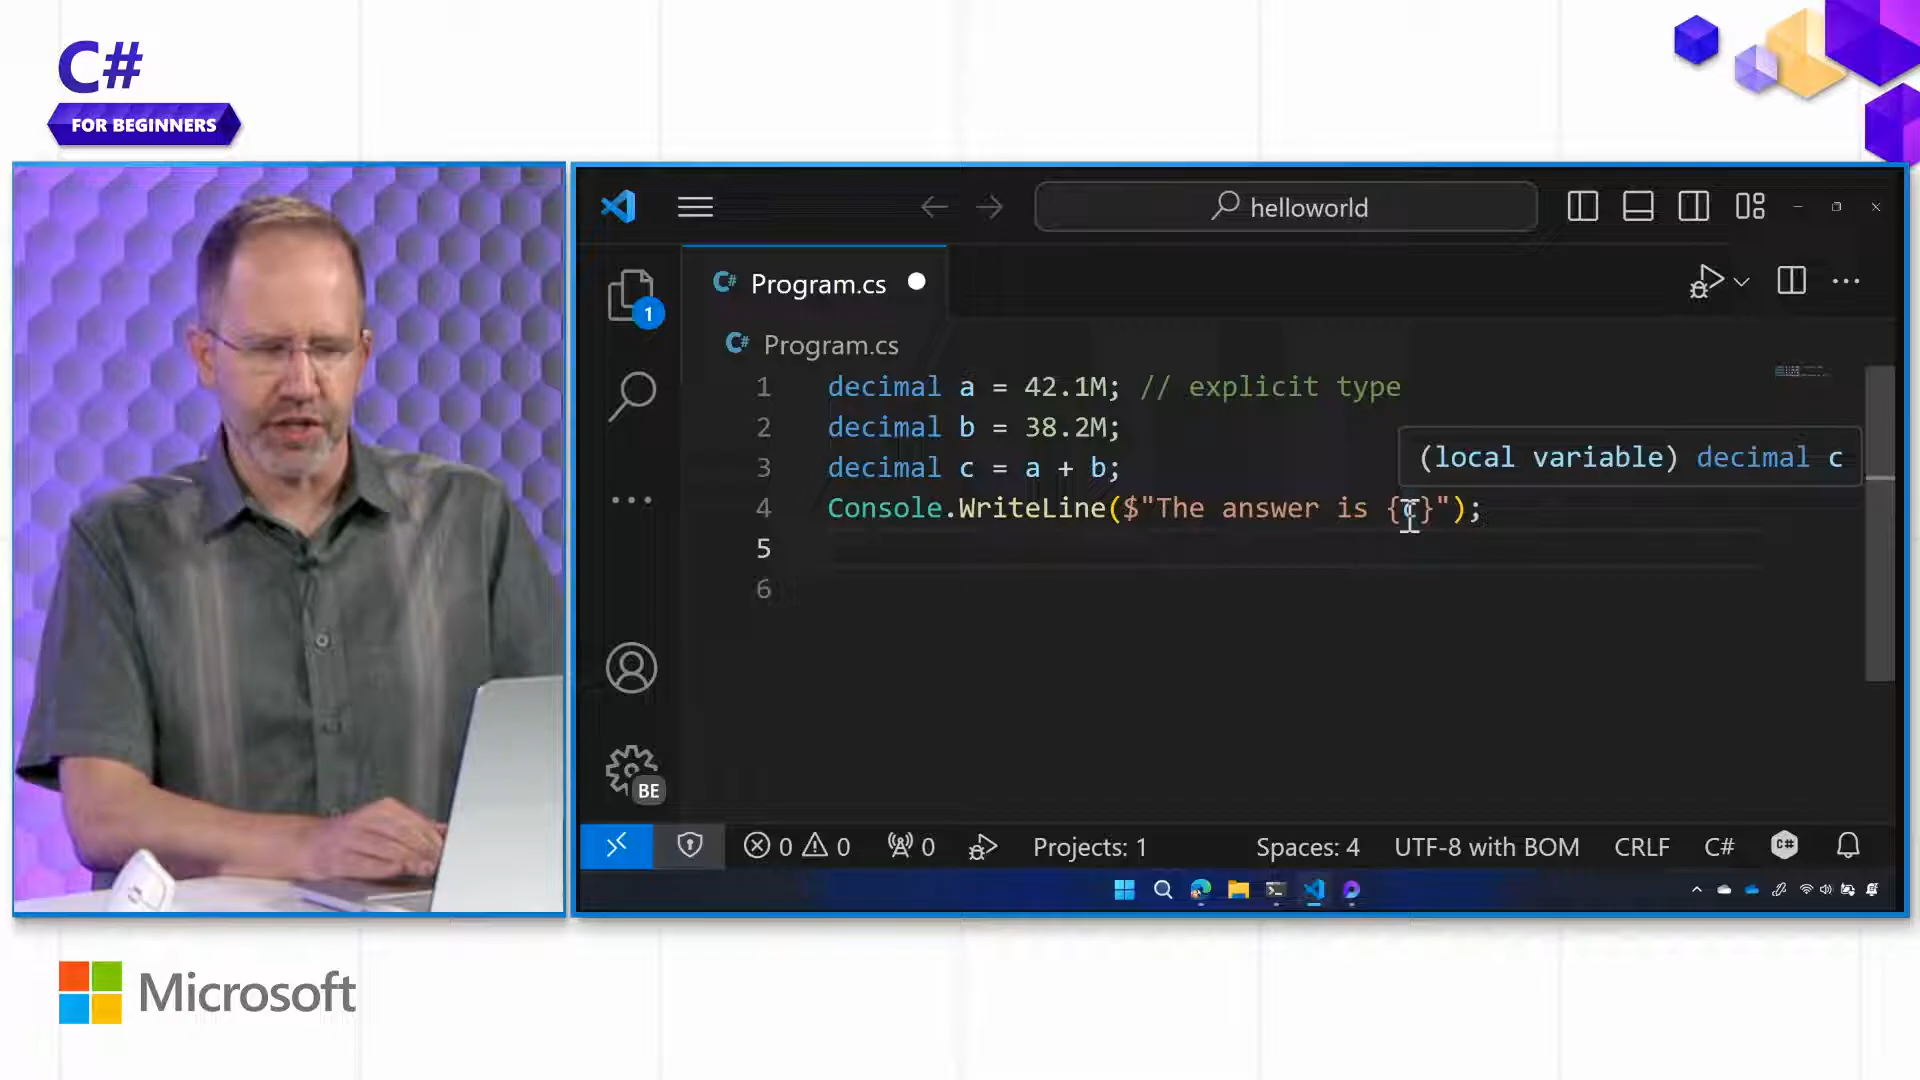 C#
FOR BEGINNERS
helloworld
C# Program.cs
1
C# Program.cs
1 decimal a = 42.1M; // explicit type
2 decimal b = 38.2M;
(local variable) decimal c
3 decimal c = a + b;
4 Console.WriteLine($"The answer is {c}");
5
6
BE
0 0 0 Projects: 1 Spaces: 4 UTF-8 with BOM CRLF C# C#
Microsoft